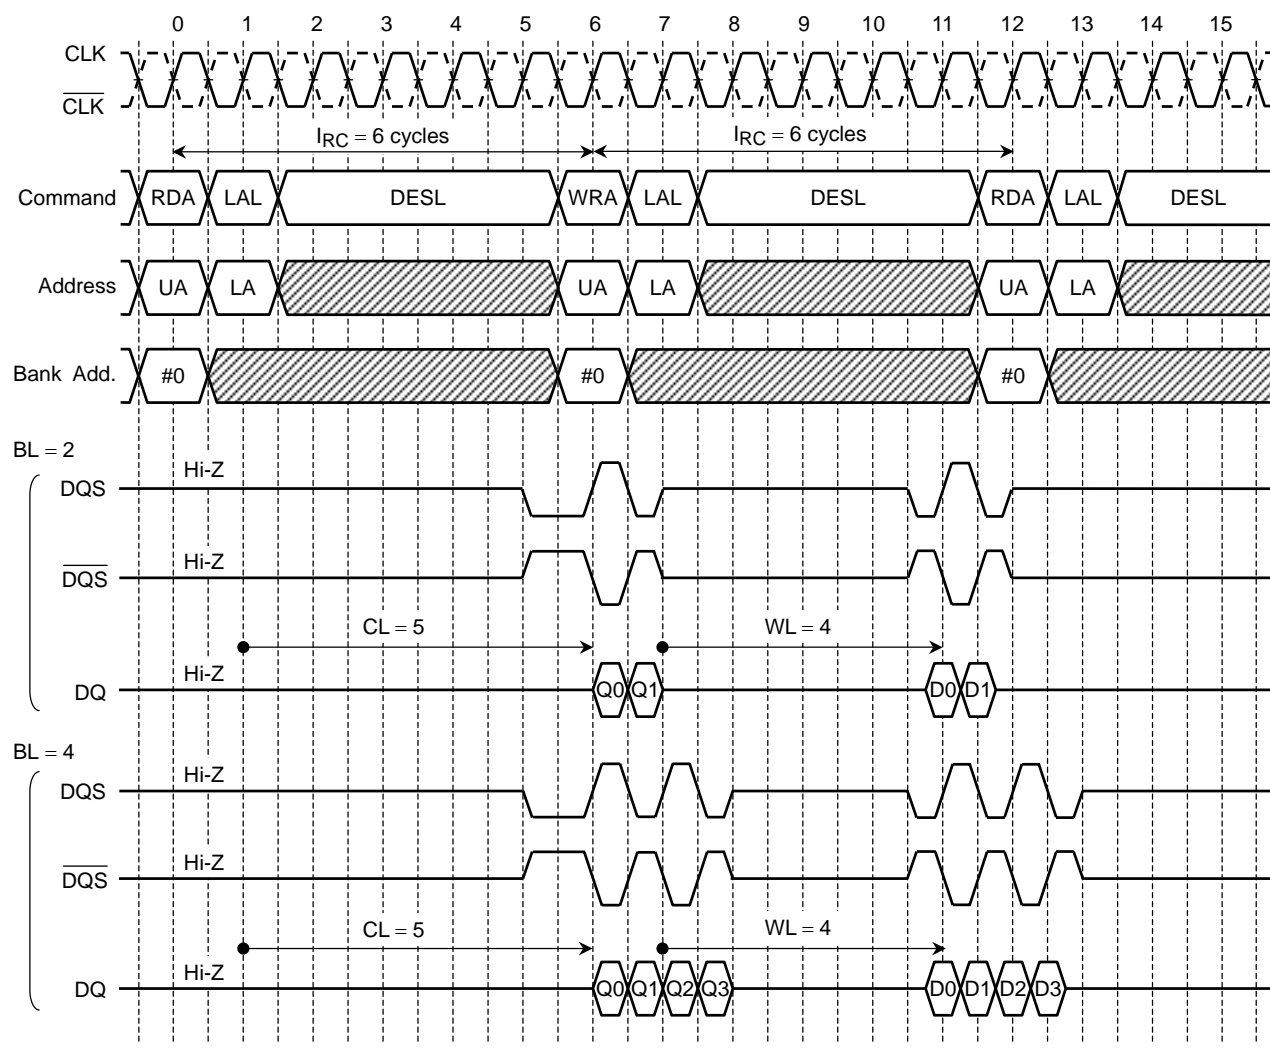 0 1 2 3 4 5 6 7 8 9 10 11 12 13 14 15
CLK
CLK
IRC = 6 cycles IRC = 6 cycles
Command RDA LAL DESL WRA LAL DESL RDA LAL DESL
Address UA LA UA LA UA LA
Bank Add. #0 #0 #0
BL = 2
Hi-Z
DQS
Hi-Z
DQS
CL = 5 WL = 4
Hi-Z
DQ Q0 Q1 D0 D1
BL = 4
Hi-Z
DQS
Hi-Z
DQS
CL = 5 WL = 4
Hi-Z
DQ Q0 Q1 Q2 Q3 D0 D1 D2 D3